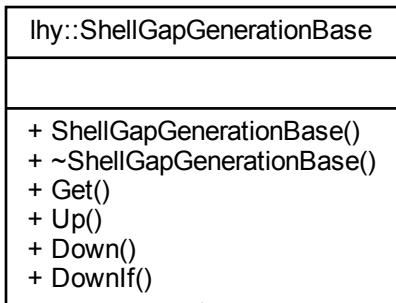 lhy::ShellGapGenerationBase
+ ShellGapGenerationBase()
+ ~ShellGapGenerationBase()
+ Get()
+ Up()
+ Down()
+ DownIf()